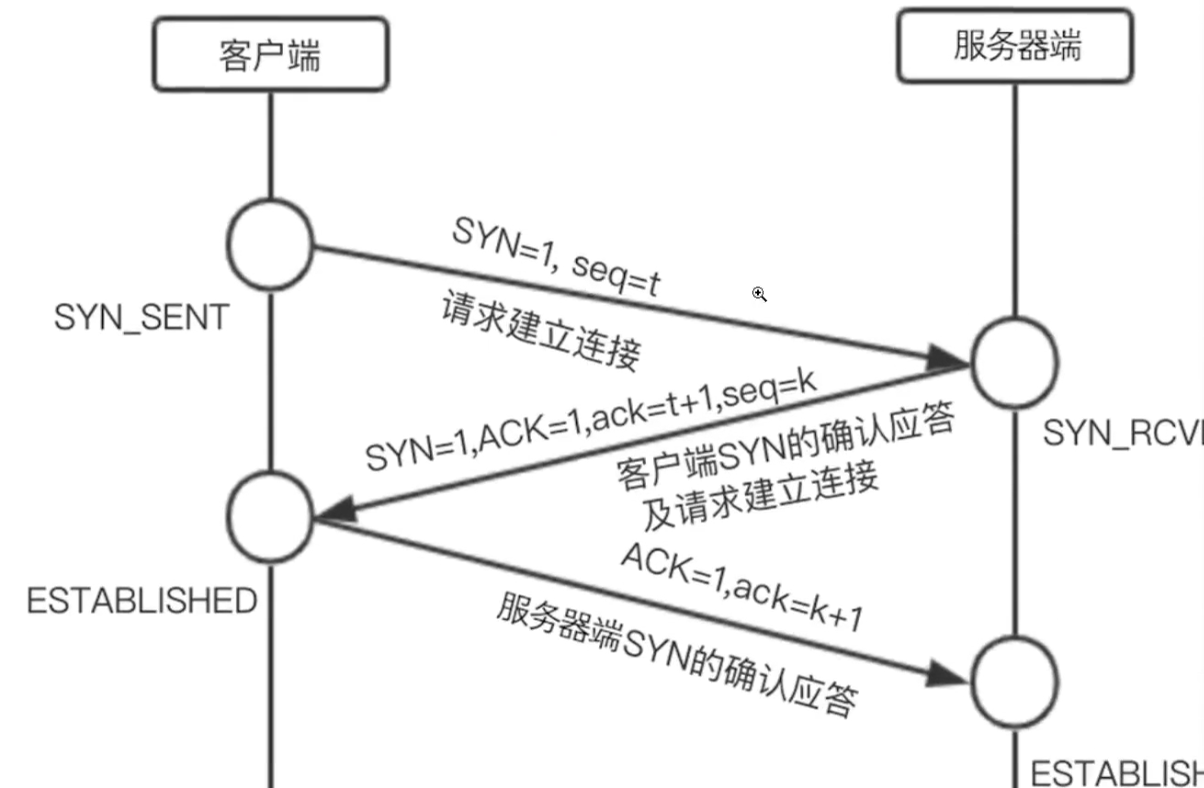 客户端
服务器端
SYN=1, seq=t
请求建立连接
SYN_SENT
SYN=1,ACK=1,ack=t+1,seq=k
客户端SYN的确认应答
及请求建立连接
SYN_RCV
ACK=1,ack=k+1
服务器端SYN的确认应答
ESTABLISHED
ESTABLISH